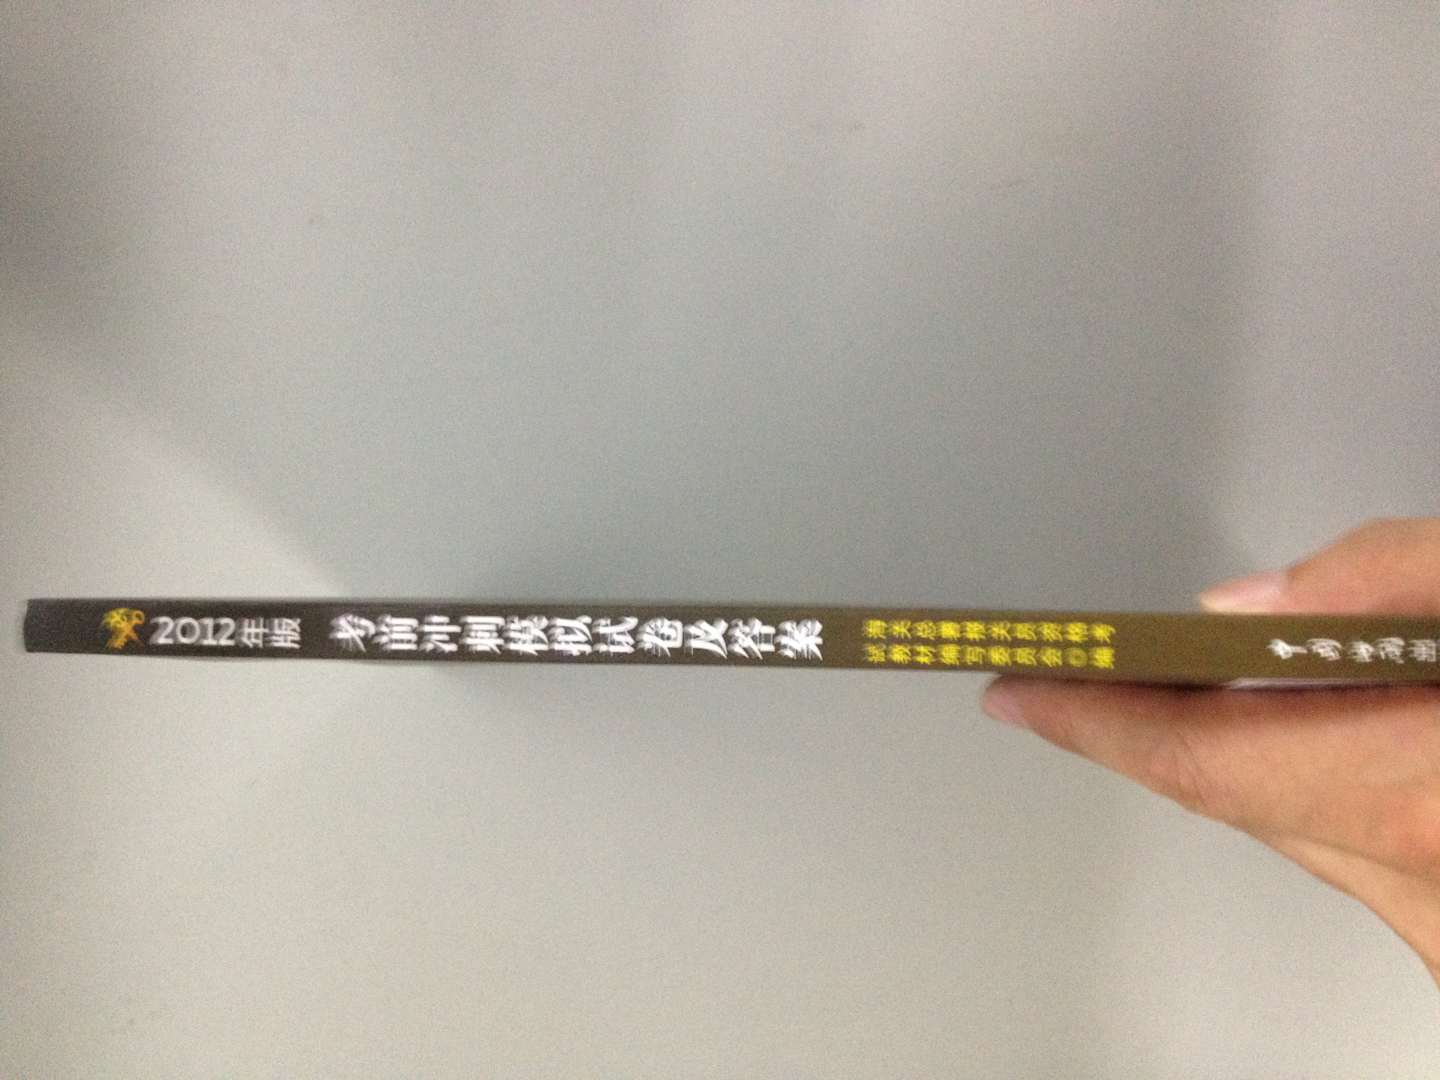 2012年版
考前冲刺模拟试卷及答案
海关总署报关员资格考
试教材编写委员会◎编
中国海关出